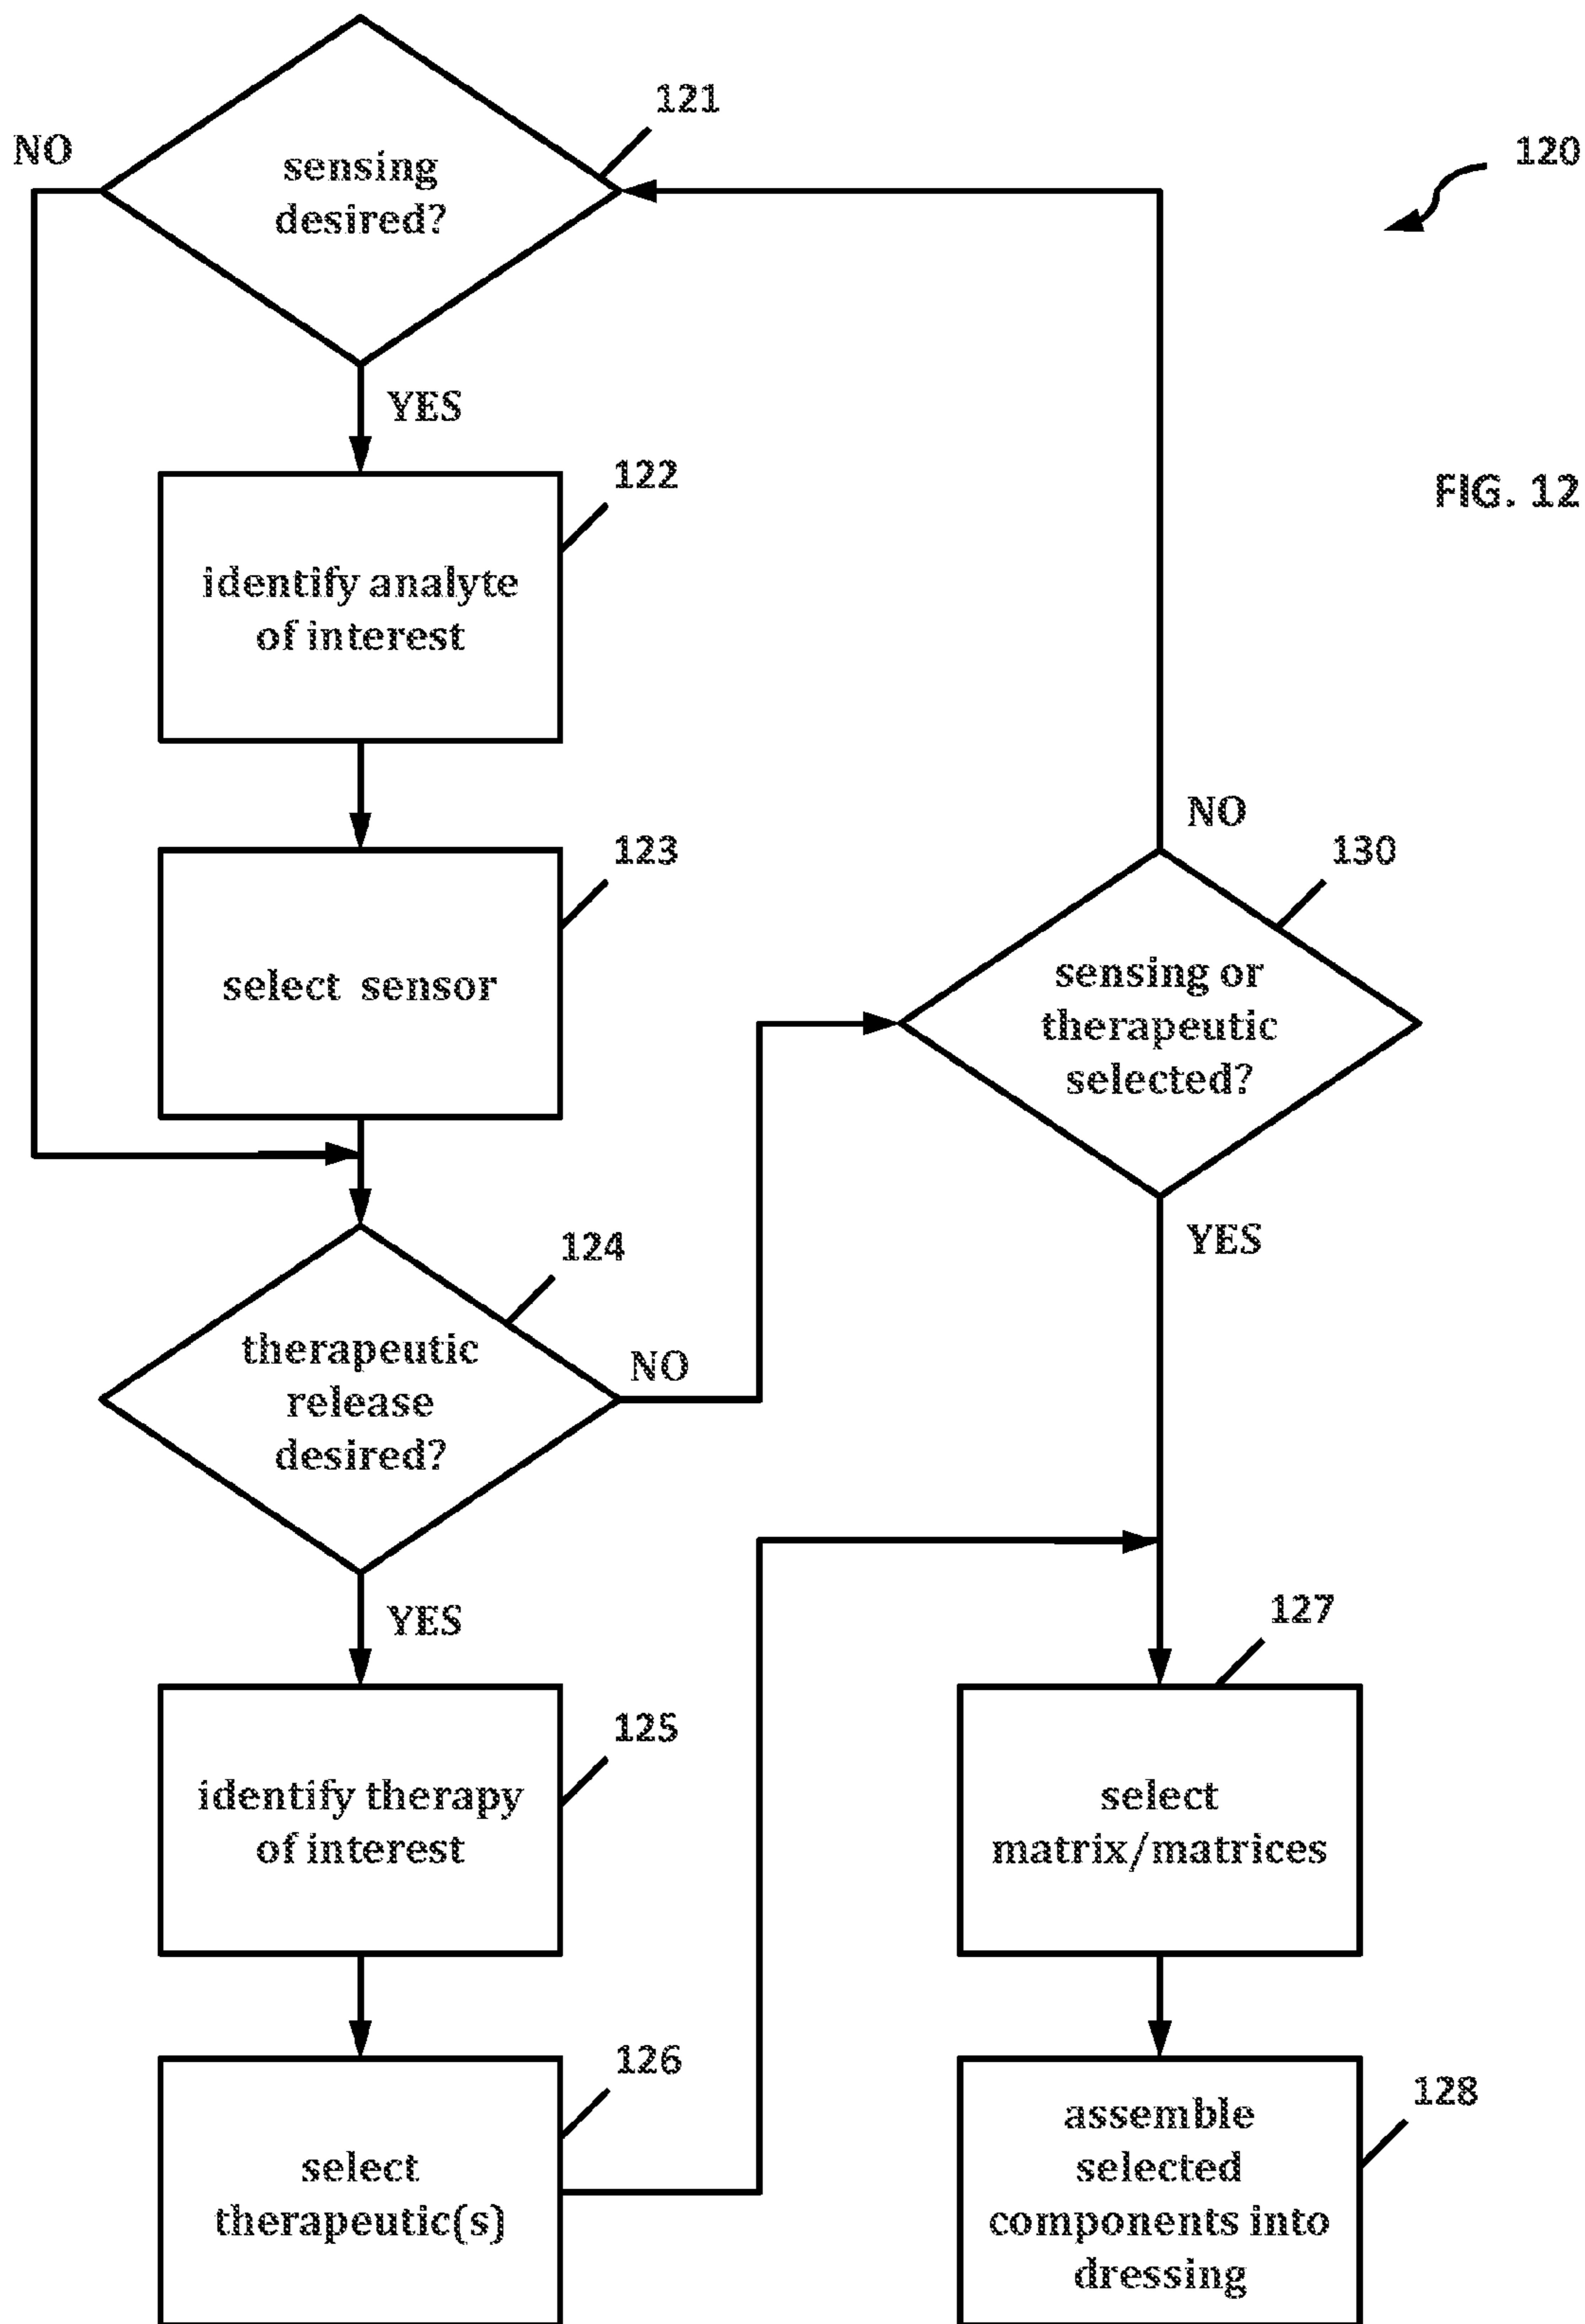 121
NO
sensing
desired?
120
YES
122
identify analyte
of interest
FIG. 12
123
select sensor
NO
130
sensing or
therapeutic
selected?
YES
124
therapeutic
release
desired?
NO
YES
125
identify therapy
of interest
127
select
matrix/matrices
126
select
therapeutic(s)
128
assemble
selected
components into
dressing